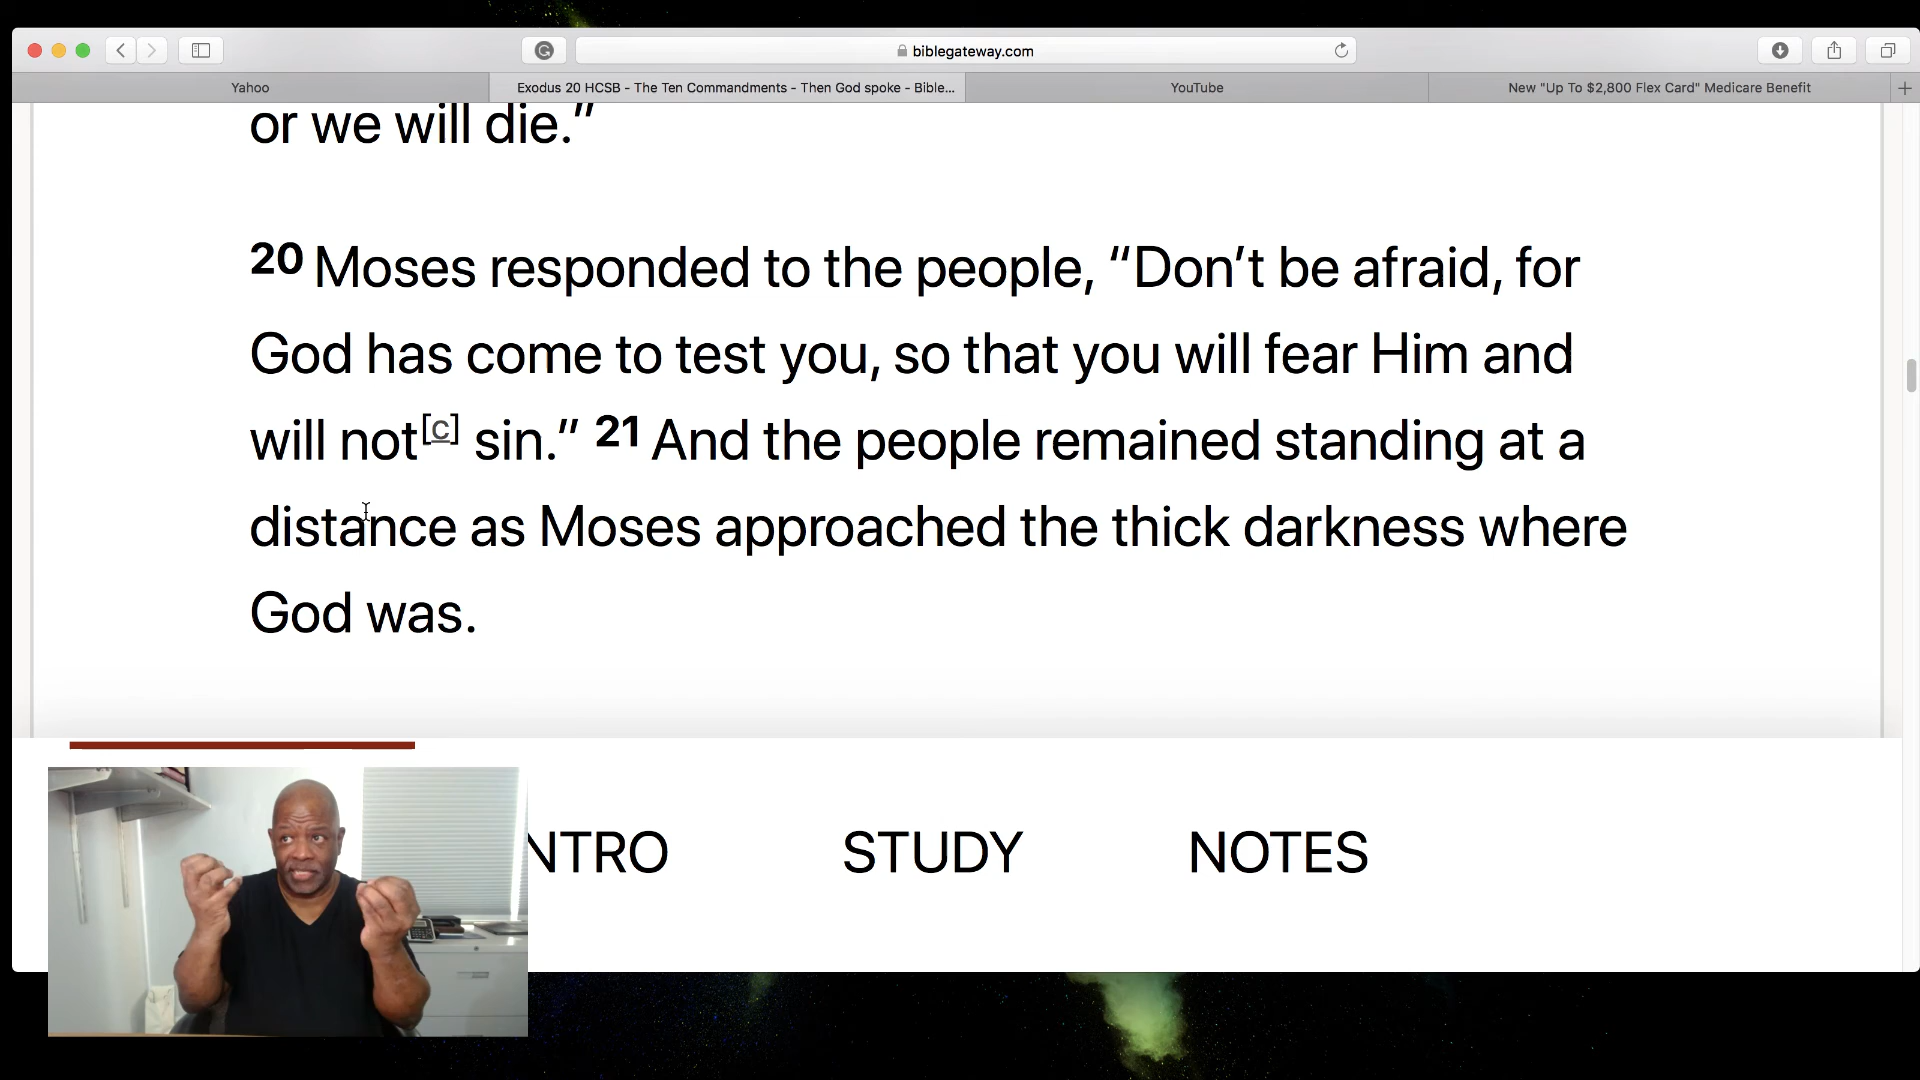 biblegateway.com
Yahoo
Exodus 20 HCSB - The Ten Commandments - Then God spoke - Bible...
YouTube
New "Up To $2,800 Flex Card" Medicare Benefit
or we will die.”
20 Moses responded to the people, “Don’t be afraid, for
God has come to test you, so that you will fear Him and
will not[c] sin.” 21 And the people remained standing at a
distance as Moses approached the thick darkness where
God was.
NTRO
STUDY
NOTES